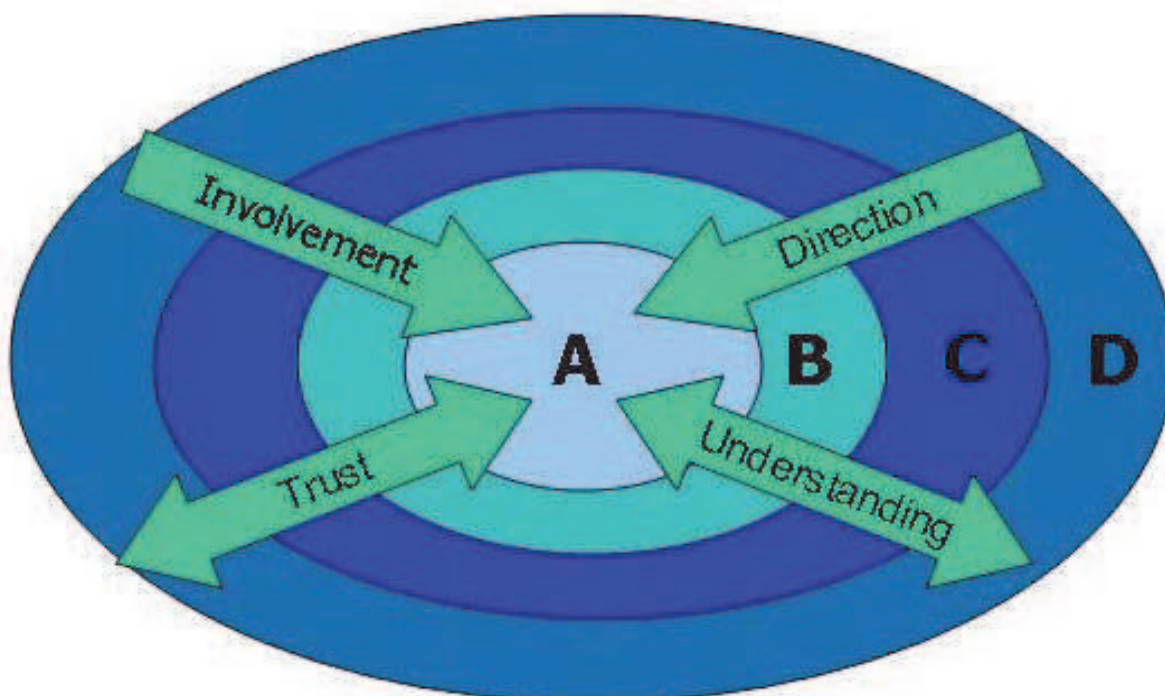 Involvement
Direction
A
B
C
D
Trust
Understanding